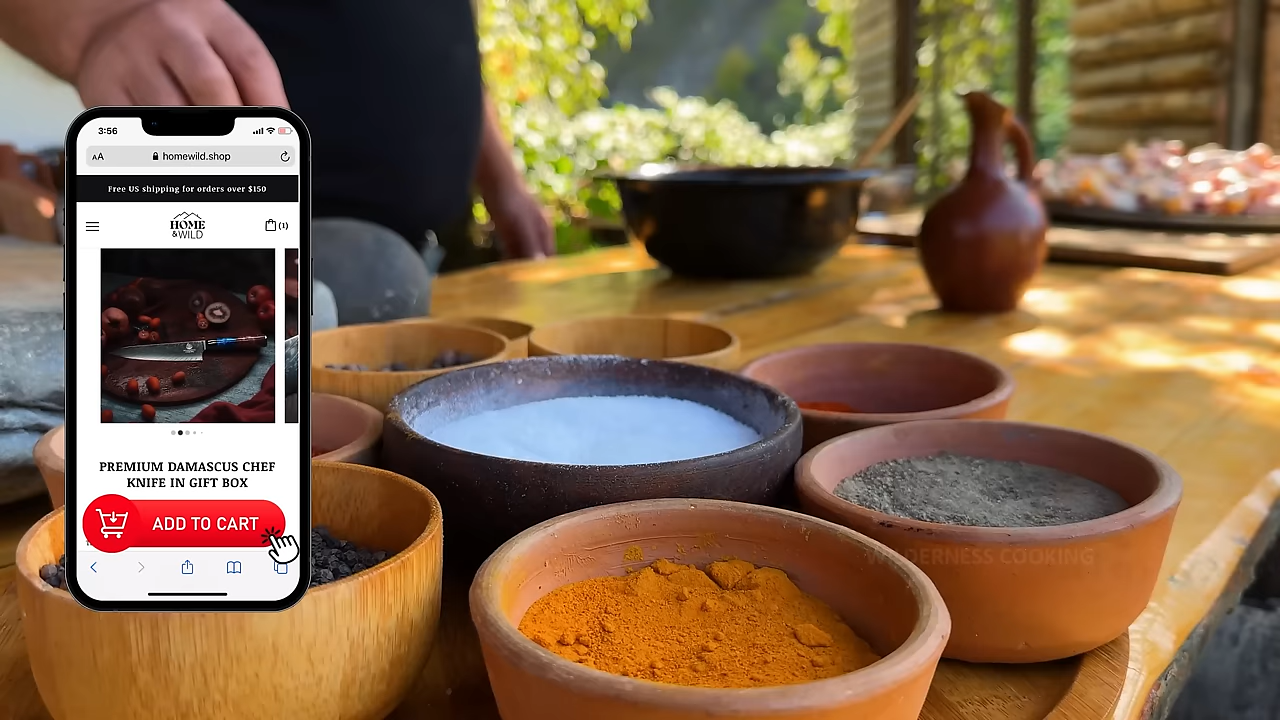 3:56
AA
homewild.shop
Free US shipping for orders over $150
HOME
&WILD
(1)
PREMIUM DAMASCUS CHEF
KNIFE IN GIFT BOX
ADD TO CART
WILDERNESS COOKING